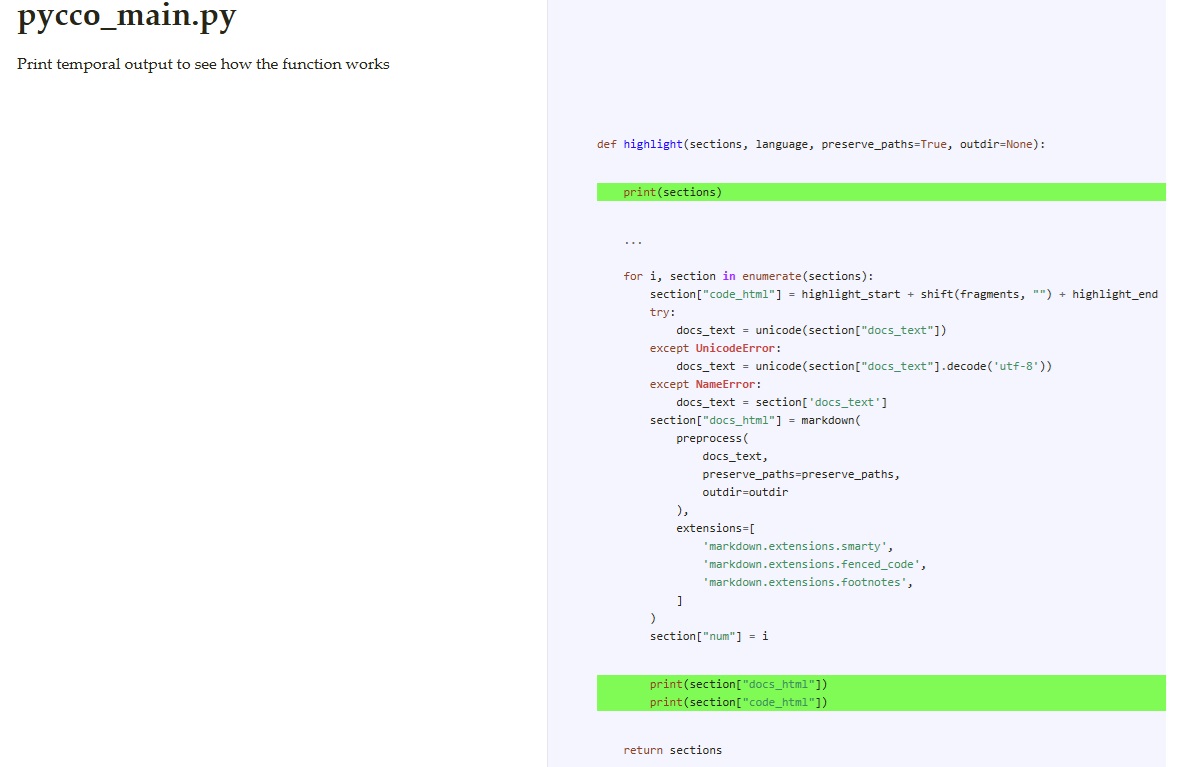 pycco_main.py
Print temporal output to see how the function works
def highlight(sections, language, preserve_paths=True, outdir=None):
    print(sections)
    ...
    for i, section in enumerate(sections):
        section["code_html"] = highlight_start + shift(fragments, "") + highlight_end
        try:
            docs_text = unicode(section["docs_text"])
        except UnicodeError:
            docs_text = unicode(section["docs_text"].decode('utf-8'))
        except NameError:
            docs_text = section['docs_text']
        section["docs_html"] = markdown(
            preprocess(
                docs_text,
                preserve_paths=preserve_paths,
                outdir=outdir
            ),
            extensions=[
                'markdown.extensions.smarty',
                'markdown.extensions.fenced_code',
                'markdown.extensions.footnotes',
            ]
        )
        section["num"] = i
        print(section["docs_html"])
        print(section["code_html"])
    return sections